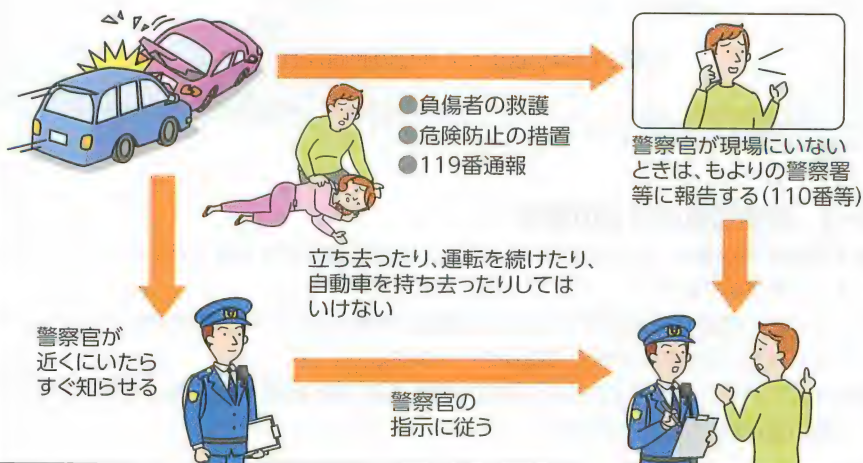 ●負傷者の救護
●危険防止の措置
●119番通報
警察官が現場にいない
ときは、もよりの警察署
等に報告する(110番等)
立ち去ったり、運転を続けたり、
自動車を持ち去ったりしては
いけない
警察官が
近くにいたら
すぐ知らせる
警察官の
指示に従う